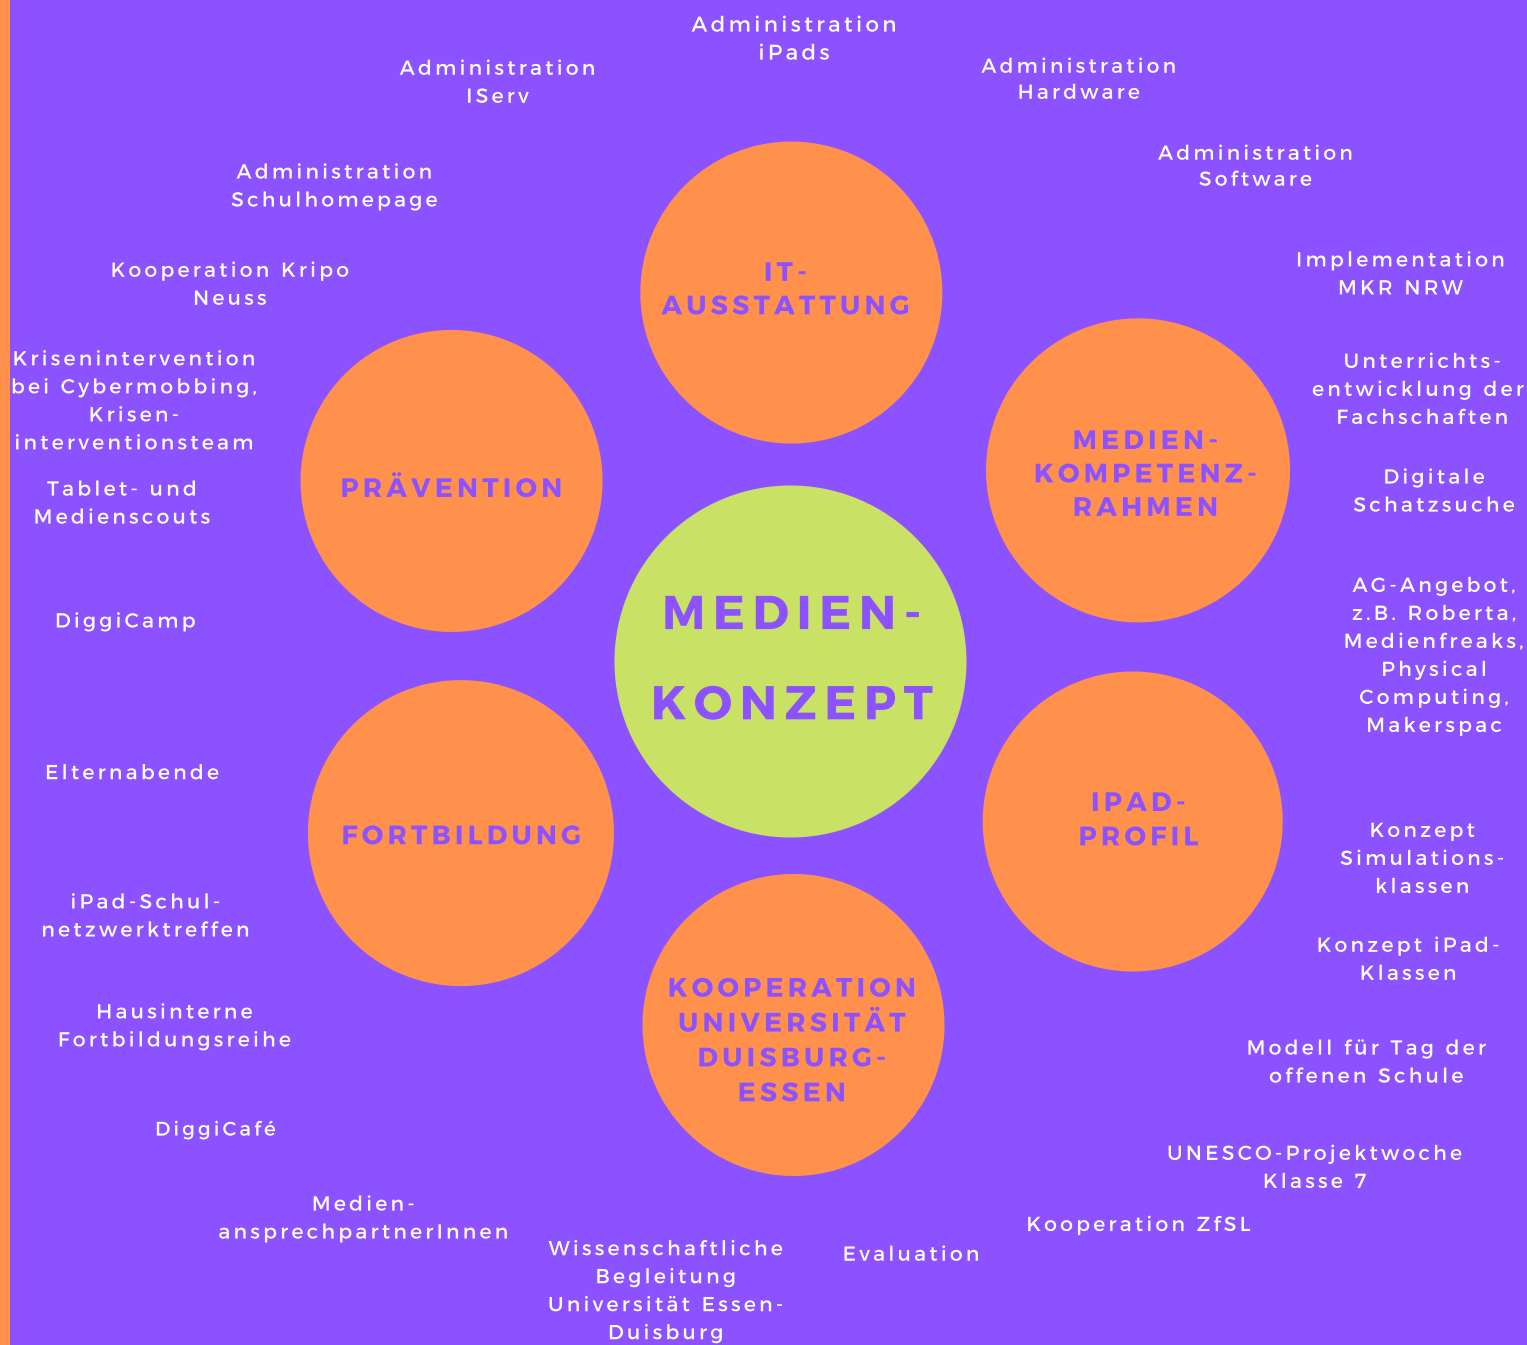 Administration
iPads
Administration
IServ
Administration
Hardware
Administration
Software
Administration
Schulhomepage
Kooperation Kripo
Neuss
Implementation
MKR NRW
IT-
AUSSTATTUNG
Krisenintervention
bei Cybermobbing,
Krisen-
interventionsteam
Unterrichts-
entwicklung der
Fachschaften
MEDIEN-
KOMPETENZ-
RAHMEN
PRÄVENTION
Tablet- und
Medienscouts
Digitale
Schatzsuche
MEDIEN-
KONZEPT
DiggiCamp
AG-Angebot,
z.B. Roberta,
Medienfreaks,
Physical
Computing,
Makerspac
Elternabende
FORTBILDUNG
IPAD-
PROFIL
Konzept
Simulations-
klassen
iPad-Schul-
netzwerktreffen
Konzept iPad-
Klassen
Hausinterne
Fortbildungsreihe
KOOPERATION
UNIVERSITÄT
DUISBURG-
ESSEN
Modell für Tag der
offenen Schule
DiggiCafé
UNESCO-Projektwoche
Klasse 7
Medien-
ansprechpartnerInnen
Kooperation ZfSL
Wissenschaftliche
Begleitung
Universität Essen-
Duisburg
Evaluation